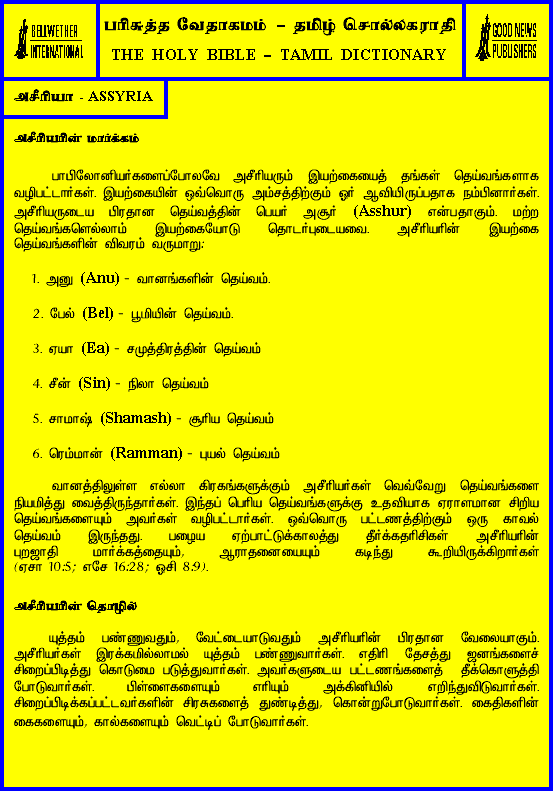 BELLWETHER
INTERNATIONAL
பரிசுத்த வேதாகமம் – தமிழ் சொல்லகராதி
THE HOLY BIBLE – TAMIL DICTIONARY
GOOD NEWS
PUBLISHERS
அசீரியா - ASSYRIA
அசீரியரின் மார்க்கம்
பாபிலோனியர்களைப்போலவே அசீரியரும் இயற்கையைத் தங்கள் தெய்வங்களாக
வழிபட்டார்கள். இயற்கையின் ஒவ்வொரு அம்சத்திற்கும் ஓர் ஆவியிருப்பதாக நம்பினார்கள்.
அசீரியருடைய பிரதான தெய்வத்தின் பெயர் அசூர் (Asshur) என்பதாகும். மற்ற
தெய்வங்களெல்லாம் இயற்கையோடு தொடர்புடையவை. அசீரியரின் இயற்கை
தெய்வங்களின் விவரம் வருமாறு:
1. அனு (Anu) - வானங்களின் தெய்வம்.
2. பேல் (Bel) - பூமியின் தெய்வம்.
3. ஏயா (Ea) - சமுத்திரத்தின் தெய்வம்
4. சீன் (Sin) - நிலா தெய்வம்
5. சாமாஷ் (Shamash) - சூரிய தெய்வம்
6. ரெம்மான் (Ramman) - புயல் தெய்வம்
வானத்திலுள்ள எல்லா கிரகங்களுக்கும் அசீரியர்கள் வெவ்வேறு தெய்வங்களை
நியமித்து வைத்திருந்தார்கள். இந்தப் பெரிய தெய்வங்களுக்கு உதவியாக ஏராளமான சிறிய
தெய்வங்களையும் அவர்கள் வழிபட்டார்கள். ஒவ்வொரு பட்டணத்திற்கும் ஒரு காவல்
தெய்வம் இருந்தது. பழைய ஏற்பாட்டுக்காலத்து தீர்க்கதரிசிகள் அசீரியரின்
புறஜாதி மார்க்கத்தையும், ஆராதனையையும் கடிந்து கூறியிருக்கிறார்கள்
(ஏசா 10:5; எசே 16:28; ஓசி 8:9).
அசீரியரின் தொழில்
யுத்தம் பண்ணுவதும், வேட்டையாடுவதும் அசீரியரின் பிரதான வேலையாகும்.
அசீரியர்கள் இரக்கமில்லாமல் யுத்தம் பண்ணுவார்கள். எதிரி தேசத்து ஜனங்களைச்
சிறைப்பிடித்து கொடுமை படுத்துவார்கள். அவர்களுடைய பட்டணங்களைத் தீக்கொளுத்தி
போடுவார்கள். பிள்ளைகளையும் எரியும் அக்கினியில் எறிந்துவிடுவார்கள்.
சிறைப்பிடிக்கப்பட்டவர்களின் சிரசுகளைத் துண்டித்து, கொன்றுபோடுவார்கள். கைதிகளின்
கைகளையும், கால்களையும் வெட்டிப் போடுவார்கள்.